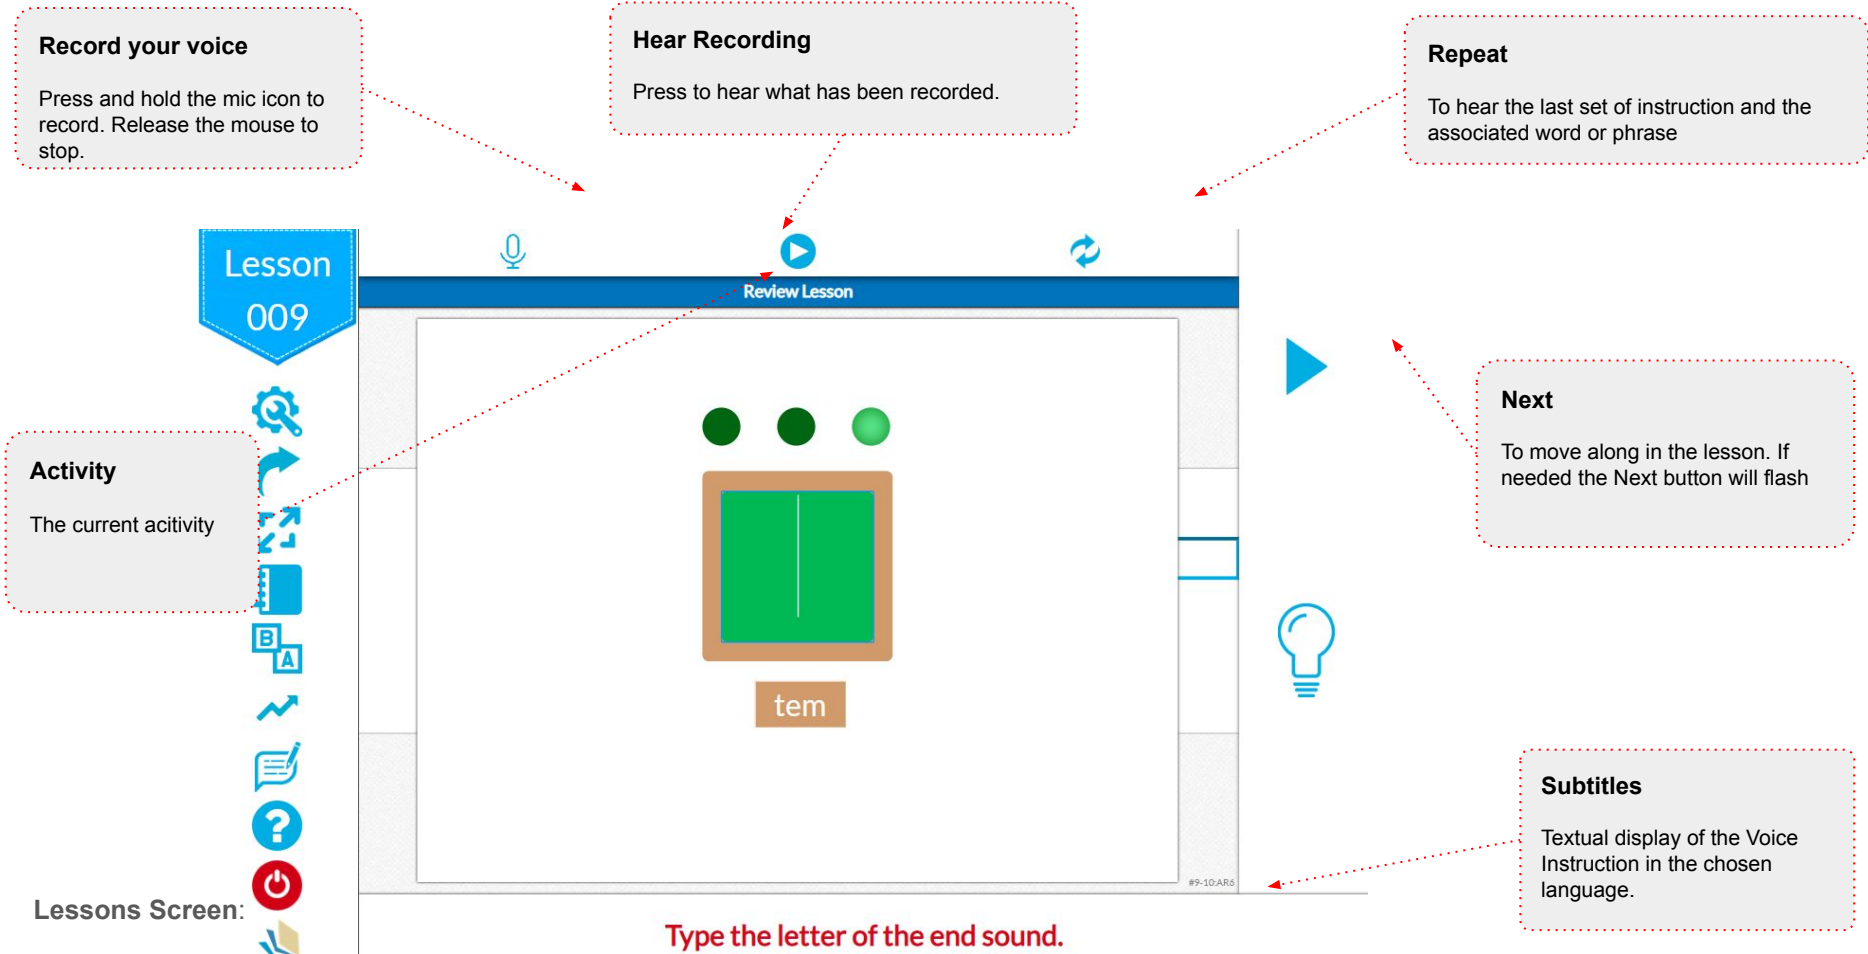 Record your voice
Press and hold the mic icon to
record. Release the mouse to
stop.
Hear Recording
Press to hear what has been recorded.
Repeat
To hear the last set of instruction and the
associated word or phrase
Lesson
009
Review Lesson
Activity
The current acitivity
Next
To move along in the lesson. If
needed the Next button will flash
B
A
tem
Subtitles
Textual display of the Voice
Instruction in the chosen
language.
#9-10:AR6
Lessons Screen:
Type the letter of the end sound.